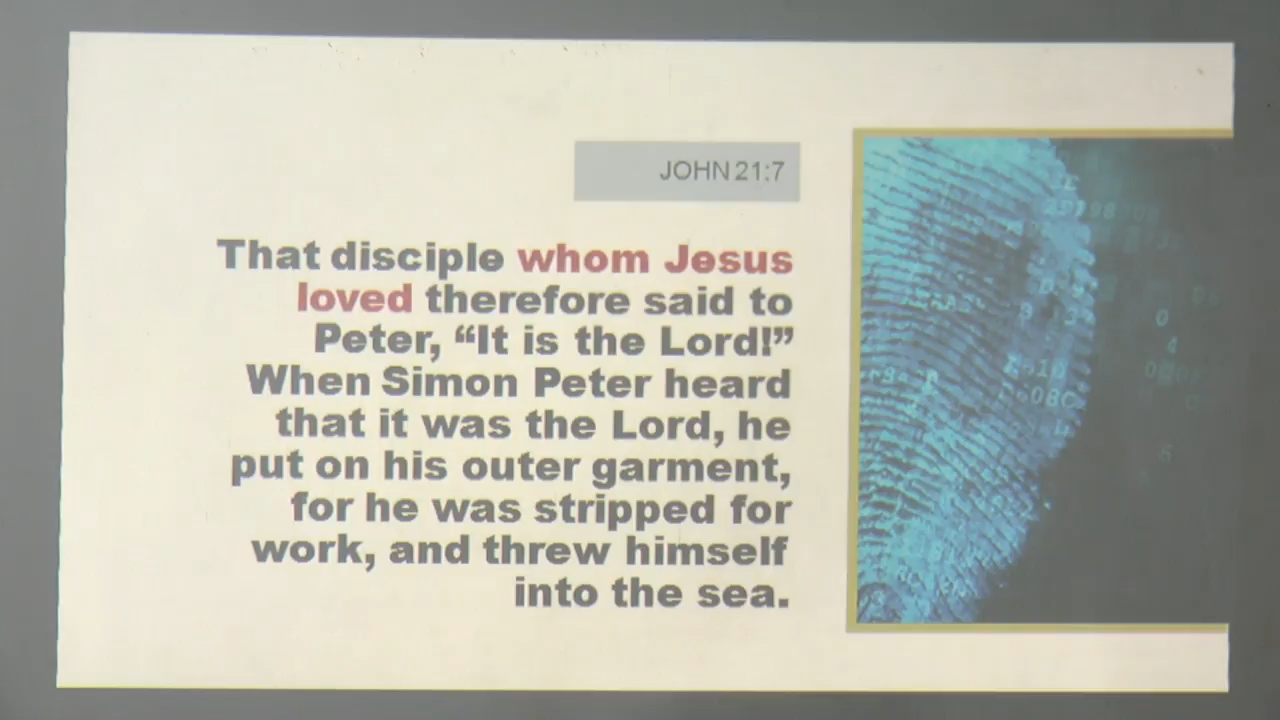 JOHN 21:7
That disciple whom Jesus
loved therefore said to
Peter, “It is the Lord!”
When Simon Peter heard
that it was the Lord, he
put on his outer garment,
for he was stripped for
work, and threw himself
into the sea.